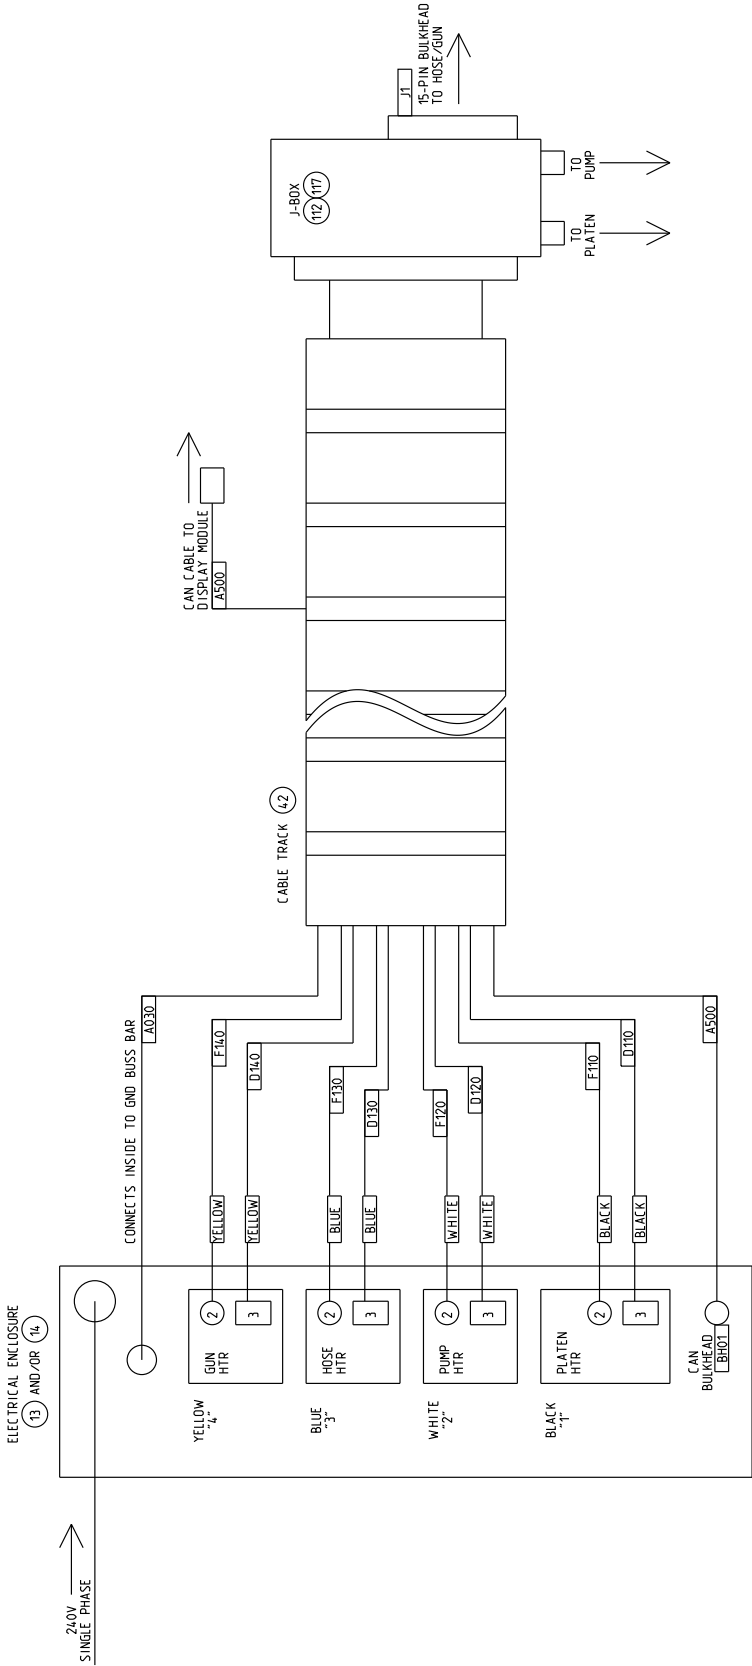 240V
SINGLE PHASE
ELECTRICAL ENCLOSURE
13 AND/OR 14
CONNECTS INSIDE TO GND BUSS BAR
A030
YELLOW
"4"
GUN
HTR
2
3
YELLOW
YELLOW
F140
D140
BLUE
"3"
HOSE
HTR
2
3
BLUE
BLUE
F130
D130
WHITE
"2"
PUMP
HTR
2
3
WHITE
WHITE
F120
D120
BLACK
"1"
PLATEN
HTR
2
3
BLACK
BLACK
F110
D110
CAN
BULKHEAD
BH01
A500
CABLE TRACK 42
CAN CABLE TO
DISPLAY MODULE
A500
J-BOX
112 117
J1
15-PIN BULKHEAD
TO HOSE/GUN
TO
PLATEN
TO
PUMP